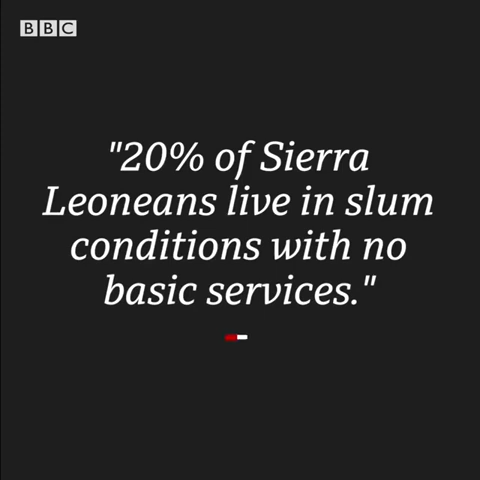 BBC
"20% of Sierra
Leoneans live in slum
conditions with no
basic services."